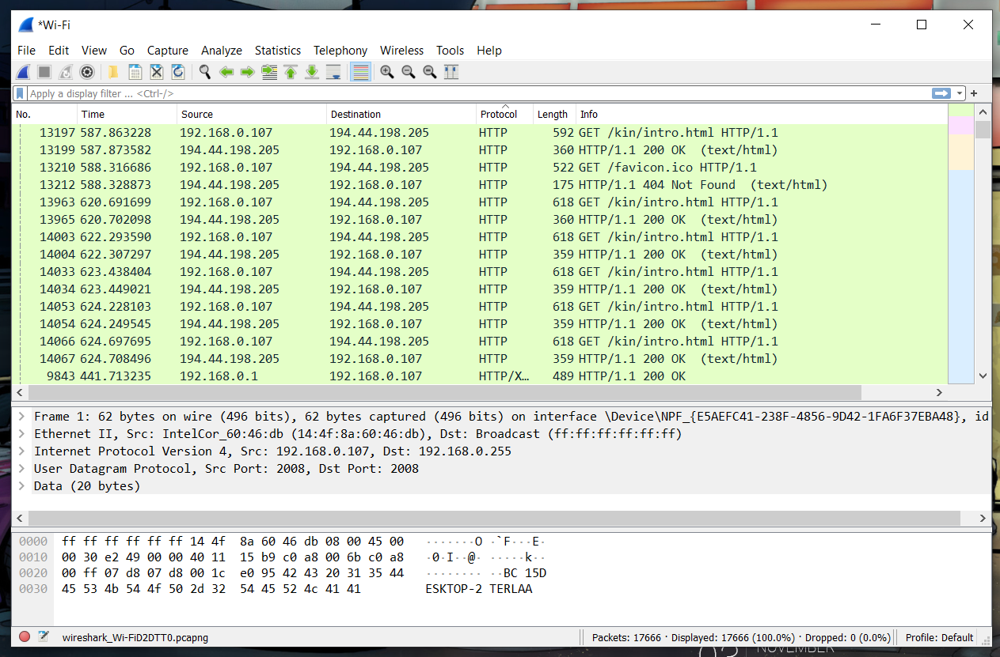 *Wi-Fi
File Edit View Go Capture Analyze Statistics Telephony Wireless Tools Help
Apply a display filter ... <Ctrl-/>
No. Time Source Destination Protocol Length Info
13197 587.863228 192.168.0.107 194.44.198.205 HTTP 592 GET /kin/intro.html HTTP/1.1
13199 587.873582 194.44.198.205 192.168.0.107 HTTP 360 HTTP/1.1 200 OK (text/html)
13210 588.316686 192.168.0.107 194.44.198.205 HTTP 522 GET /favicon.ico HTTP/1.1
13212 588.328873 194.44.198.205 192.168.0.107 HTTP 175 HTTP/1.1 404 Not Found (text/html)
13963 620.691699 192.168.0.107 194.44.198.205 HTTP 618 GET /kin/intro.html HTTP/1.1
13965 620.702098 194.44.198.205 192.168.0.107 HTTP 360 HTTP/1.1 200 OK (text/html)
14003 622.293590 192.168.0.107 194.44.198.205 HTTP 618 GET /kin/intro.html HTTP/1.1
14004 622.307297 194.44.198.205 192.168.0.107 HTTP 359 HTTP/1.1 200 OK (text/html)
14033 623.438404 192.168.0.107 194.44.198.205 HTTP 618 GET /kin/intro.html HTTP/1.1
14034 623.449021 194.44.198.205 192.168.0.107 HTTP 359 HTTP/1.1 200 OK (text/html)
14053 624.228103 192.168.0.107 194.44.198.205 HTTP 618 GET /kin/intro.html HTTP/1.1
14054 624.249545 194.44.198.205 192.168.0.107 HTTP 359 HTTP/1.1 200 OK (text/html)
14066 624.697695 192.168.0.107 194.44.198.205 HTTP 618 GET /kin/intro.html HTTP/1.1
14067 624.708496 194.44.198.205 192.168.0.107 HTTP 359 HTTP/1.1 200 OK (text/html)
9843 441.713235 192.168.0.1 192.168.0.107 HTTP/X… 489 HTTP/1.1 200 OK
Frame 1: 62 bytes on wire (496 bits), 62 bytes captured (496 bits) on interface \Device\NPF_{E5AEFC41-238F-4856-9D42-1FA6F37EBA48}, id
Ethernet II, Src: IntelCor_60:46:db (14:4f:8a:60:46:db), Dst: Broadcast (ff:ff:ff:ff:ff:ff)
Internet Protocol Version 4, Src: 192.168.0.107, Dst: 192.168.0.255
User Datagram Protocol, Src Port: 2008, Dst Port: 2008
Data (20 bytes)
0000 ff ff ff ff ff ff 14 4f 8a 60 46 db 08 00 45 00 ·······O ·`F···E·
0010 00 30 e2 49 00 00 40 11 15 b9 c0 a8 00 6b c0 a8 ·0·I··@· ·····k··
0020 00 ff 07 d8 07 d8 00 1c e0 95 42 43 20 31 35 44 ········ ··BC 15D
0030 45 53 4b 54 4f 50 2d 32 54 45 52 4c 41 41 ESKTOP-2 TERLAA
wireshark_Wi-FiD2DTT0.pcapng Packets: 17666 · Displayed: 17666 (100.0%) · Dropped: 0 (0.0%) Profile: Default
NOVEMBER